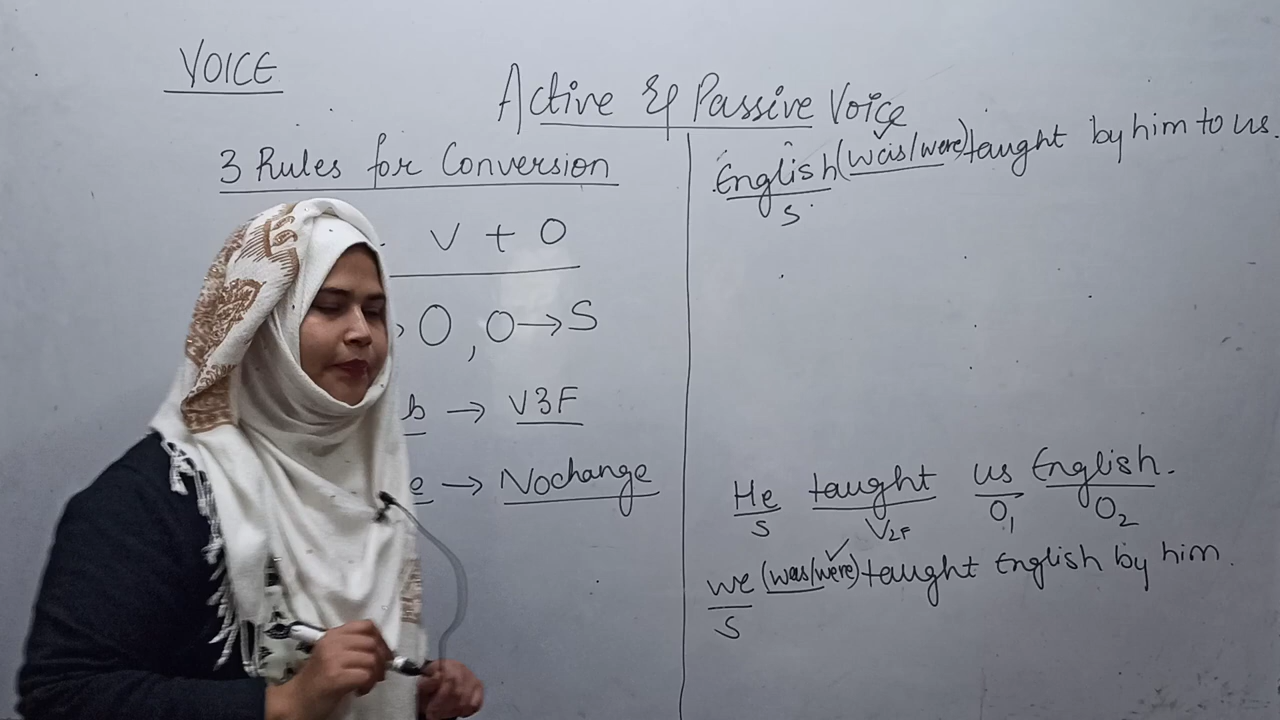 VOICE
Active & Passive Voice
3 Rules for Conversion
V + O
O, O → S
b → V3F
e → Nochange
English (was/were) taught by him to us.
S
He taught us English.
S V2F O1 O2
we (was/were) taught English by him.
S